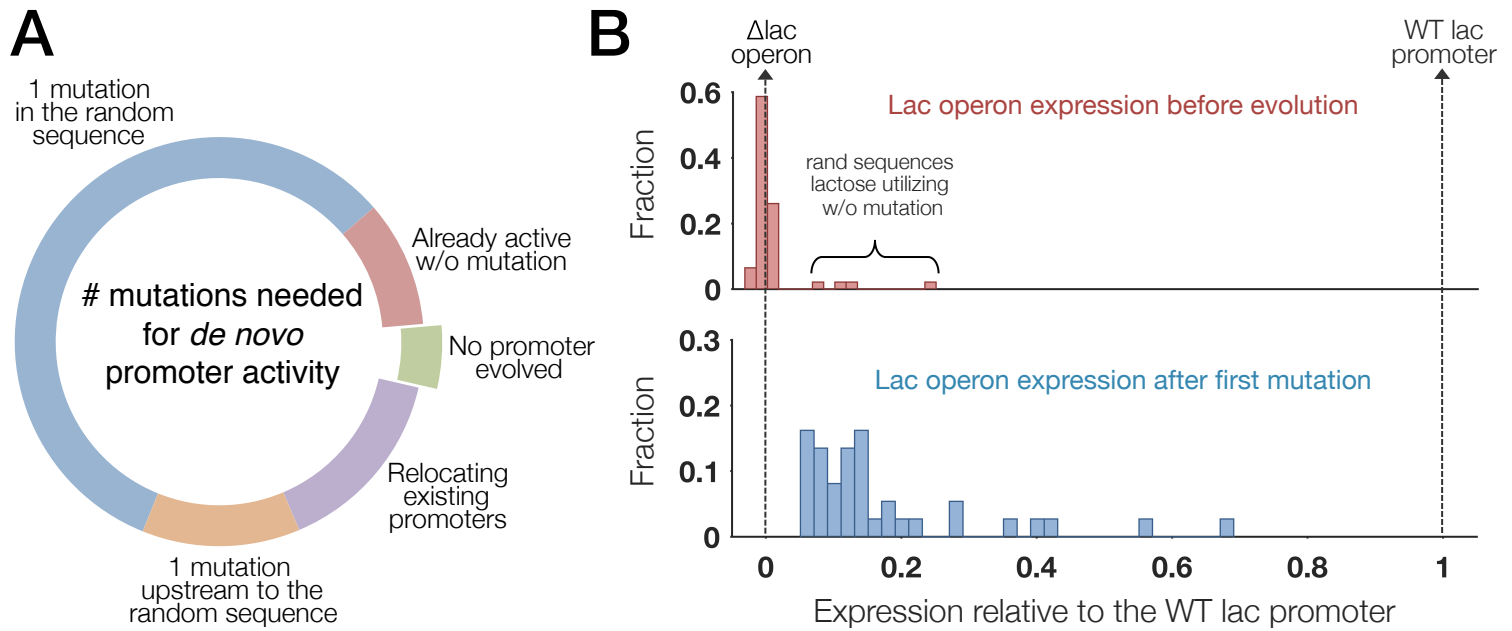 A
1 mutation
in the random
sequence
Already active
w/o mutation
# mutations needed
for de novo
promoter activity
No promoter
evolved
Relocating
existing
promoters
1 mutation
upstream to the
random sequence
B
Δlac
operon
WT lac
promoter
Lac operon expression before evolution
rand sequences
lactose utilizing
w/o mutation
Fraction
0.6
0.4
0.2
0
Lac operon expression after first mutation
Fraction
0.3
0.2
0.1
0
0 0.2 0.4 0.6 0.8 1
Expression relative to the WT lac promoter